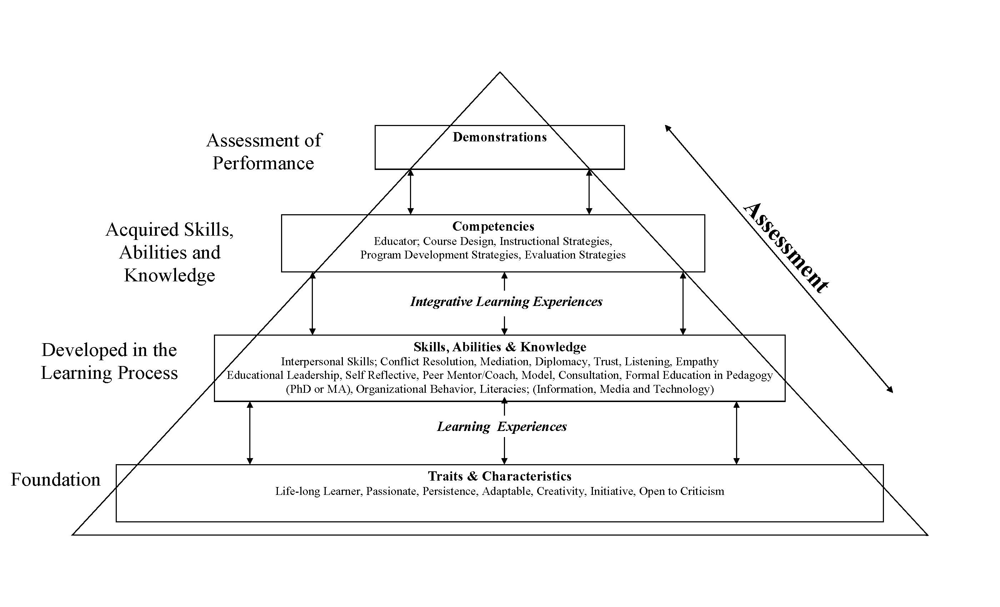 Assessment of
Performance
Demonstrations
Acquired Skills,
Abilities and
Knowledge
Competencies
Educator; Course Design, Instructional Strategies,
Program Development Strategies, Evaluation Strategies
Assessment
Integrative Learning Experiences
Developed in the
Learning Process
Skills, Abilities & Knowledge
Interpersonal Skills; Conflict Resolution, Mediation, Diplomacy, Trust, Listening, Empathy
Educational Leadership, Self Reflective, Peer Mentor/Coach, Model, Consultation, Formal Education in Pedagogy
(PhD or MA), Organizational Behavior, Literacies; (Information, Media and Technology)
Learning Experiences
Foundation
Traits & Characteristics
Life-long Learner, Passionate, Persistence, Adaptable, Creativity, Initiative, Open to Criticism